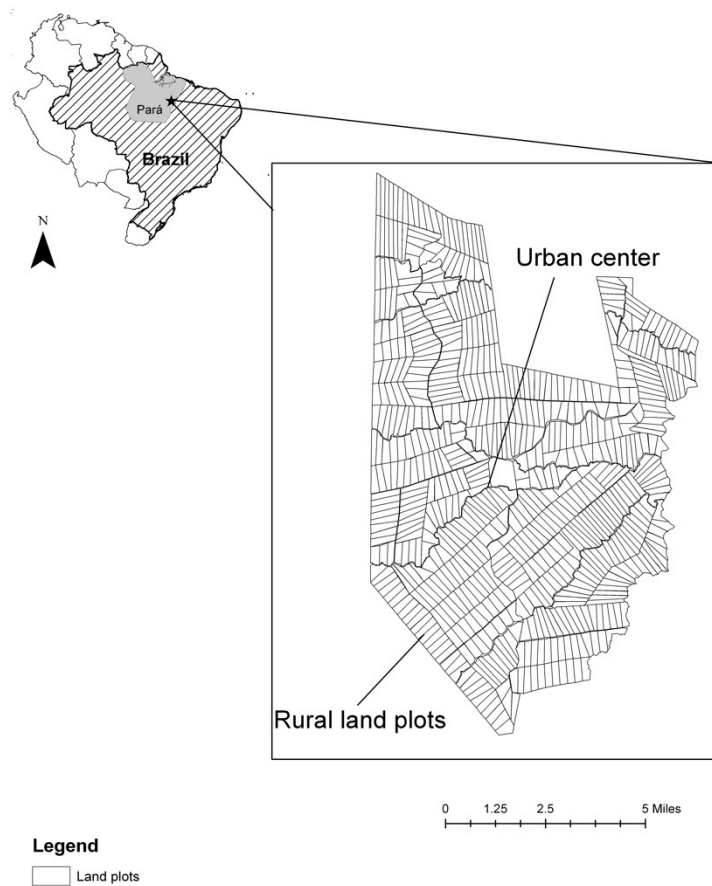 Pará
Brazil
N
Urban center
Rural land plots
0 1.25 2.5 5 Miles
Legend
Land plots